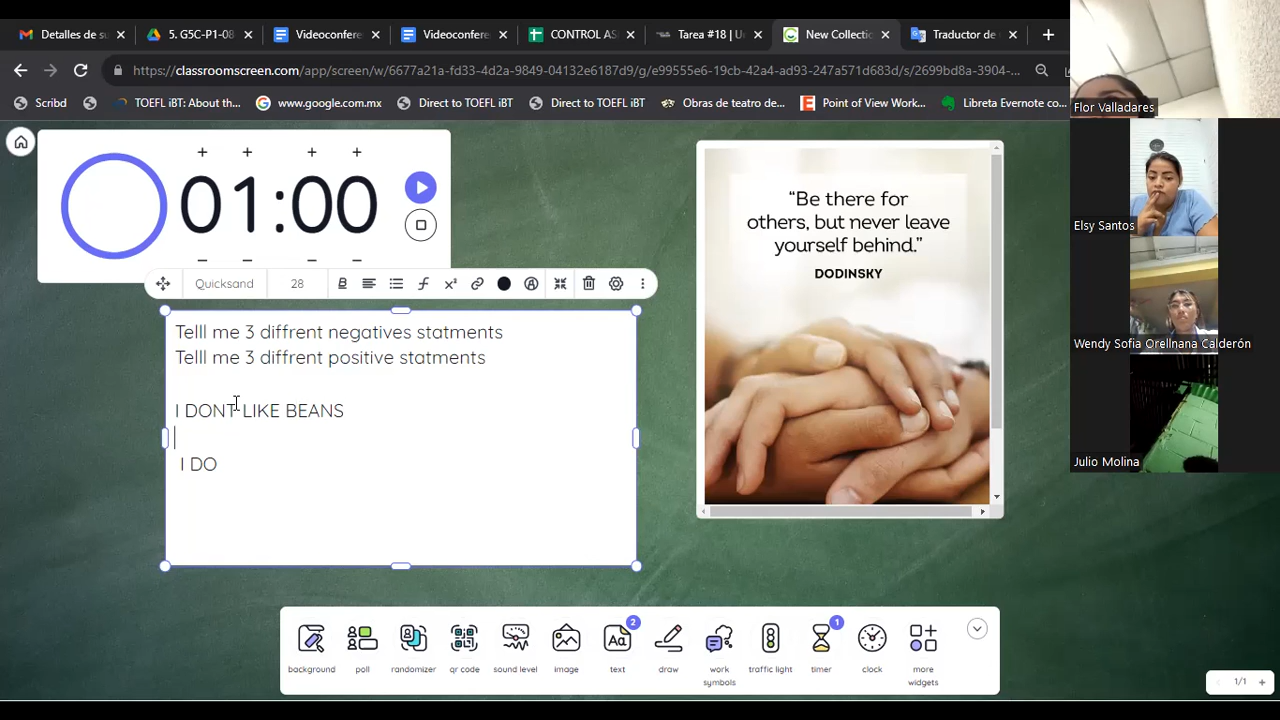 Detalles de su
5. G5C-P1-08
Videoconfe
Videoconfe
CONTROL AS
Tarea #18 | U
New Collectio
Traductor de
https://classroomscreen.com/app/screen/w/6677a21a-fd33-4d2a-9849-04132e6187d9/g/e99555e6-19cb-42a4-ad93-247a571d683d/s/2699bd8a-3904-...
Scribd
TOEFL iBT: About th...
www.google.com.mx
Direct to TOEFL iBT
Direct to TOEFL iBT
Obras de teatro de...
Point of View Work...
Libreta Evernote co...
01:00
Quicksand 28
Telll me 3 diffrent negatives statments
Telll me 3 diffrent positive statments
I DONT LIKE BEANS
I DO
“Be there for
others, but never leave
yourself behind.”
DODINSKY
background
poll
randomizer
qr code
sound level
image
text
draw
work
symbols
traffic light
timer
clock
more
widgets
2
1
1/1
Flor Valladares
Elsy Santos
Wendy Sofia Orellnana Calderón
Julio Molina